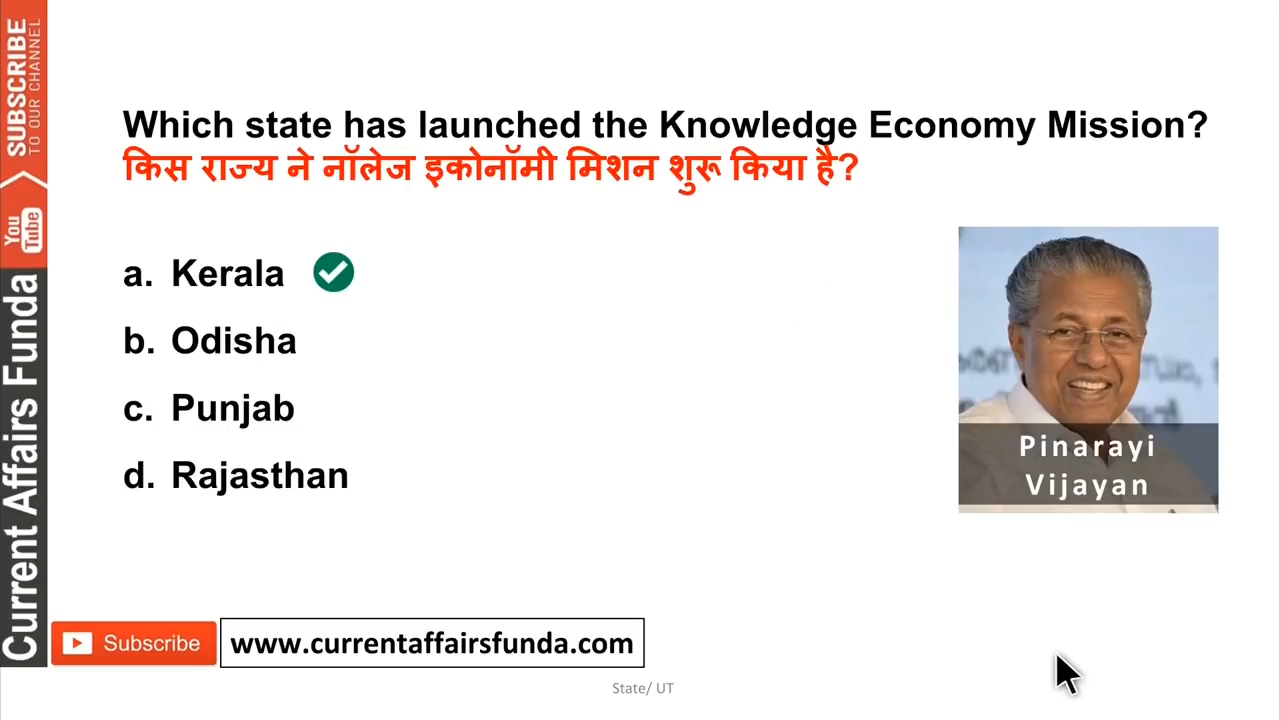 SUBSCRIBE
TO OUR CHANNEL
You
Tube
Current Affairs Funda
Which state has launched the Knowledge Economy Mission?
किस राज्य ने नॉलेज इकोनॉमी मिशन शुरू किया है?
a. Kerala
b. Odisha
c. Punjab
d. Rajasthan
Pinarayi
Vijayan
Subscribe
www.currentaffairsfunda.com
State/ UT